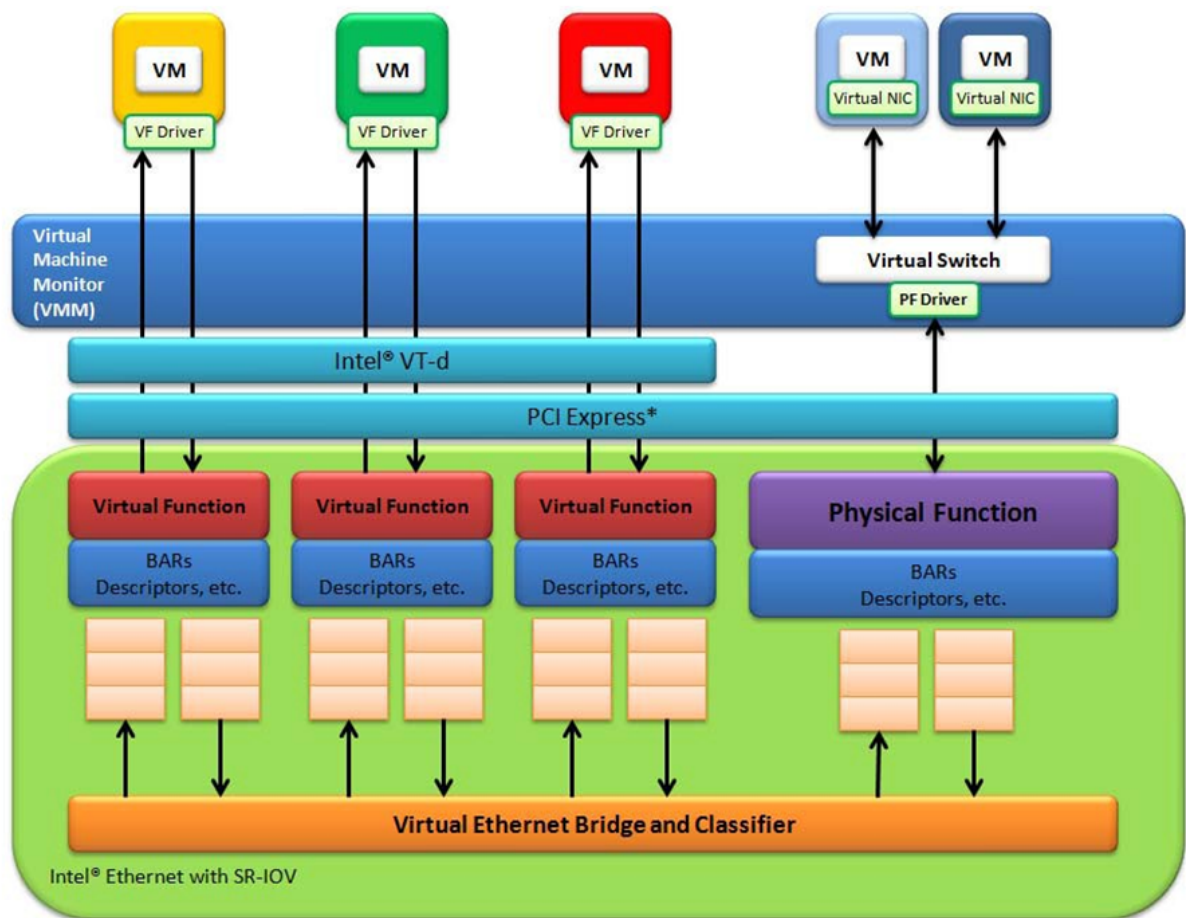 VM
VM
VM
VM
VM
Virtual NIC
Virtual NIC
VF Driver
VF Driver
VF Driver
Virtual
Machine
Monitor
(VMM)
Virtual Switch
PF Driver
Intel® VT-d
PCI Express*
Virtual Function
Virtual Function
Virtual Function
Physical Function
BARs
Descriptors, etc.
BARs
Descriptors, etc.
BARs
Descriptors, etc.
BARs
Descriptors, etc.
Virtual Ethernet Bridge and Classifier
Intel® Ethernet with SR-IOV